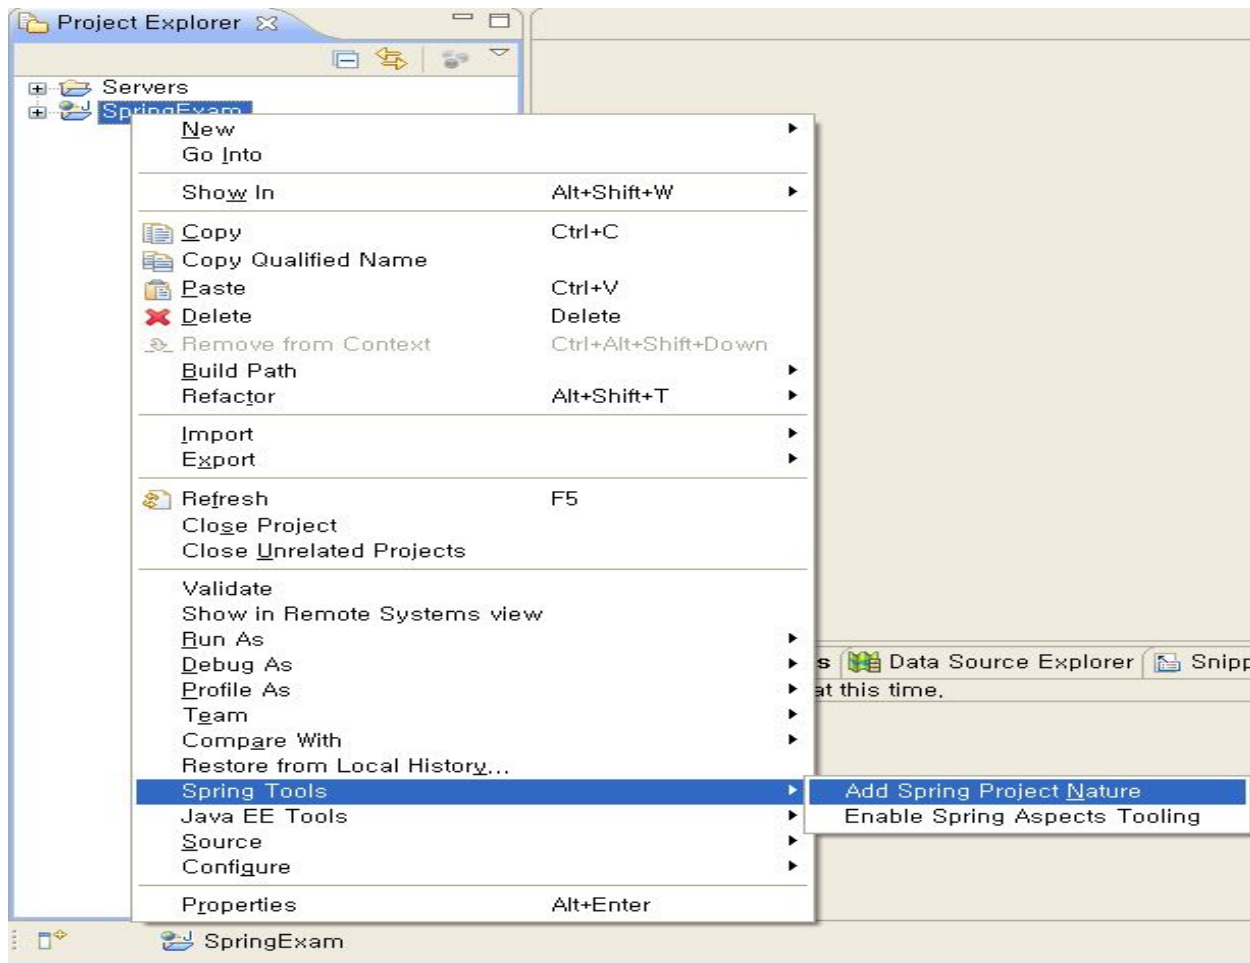 Project Explorer
Servers
SpringExam
New
Go Into
Show In Alt+Shift+W
Copy Ctrl+C
Copy Qualified Name
Paste Ctrl+V
Delete Delete
Remove from Context Ctrl+Alt+Shift+Down
Build Path
Refactor Alt+Shift+T
Import
Export
Refresh F5
Close Project
Close Unrelated Projects
Validate
Show in Remote Systems view
Run As
Debug As
s Data Source Explorer Snipp
Profile As
at this time.
Team
Compare With
Restore from Local History...
Spring Tools
Add Spring Project Nature
Java EE Tools
Enable Spring Aspects Tooling
Source
Configure
Properties Alt+Enter
SpringExam